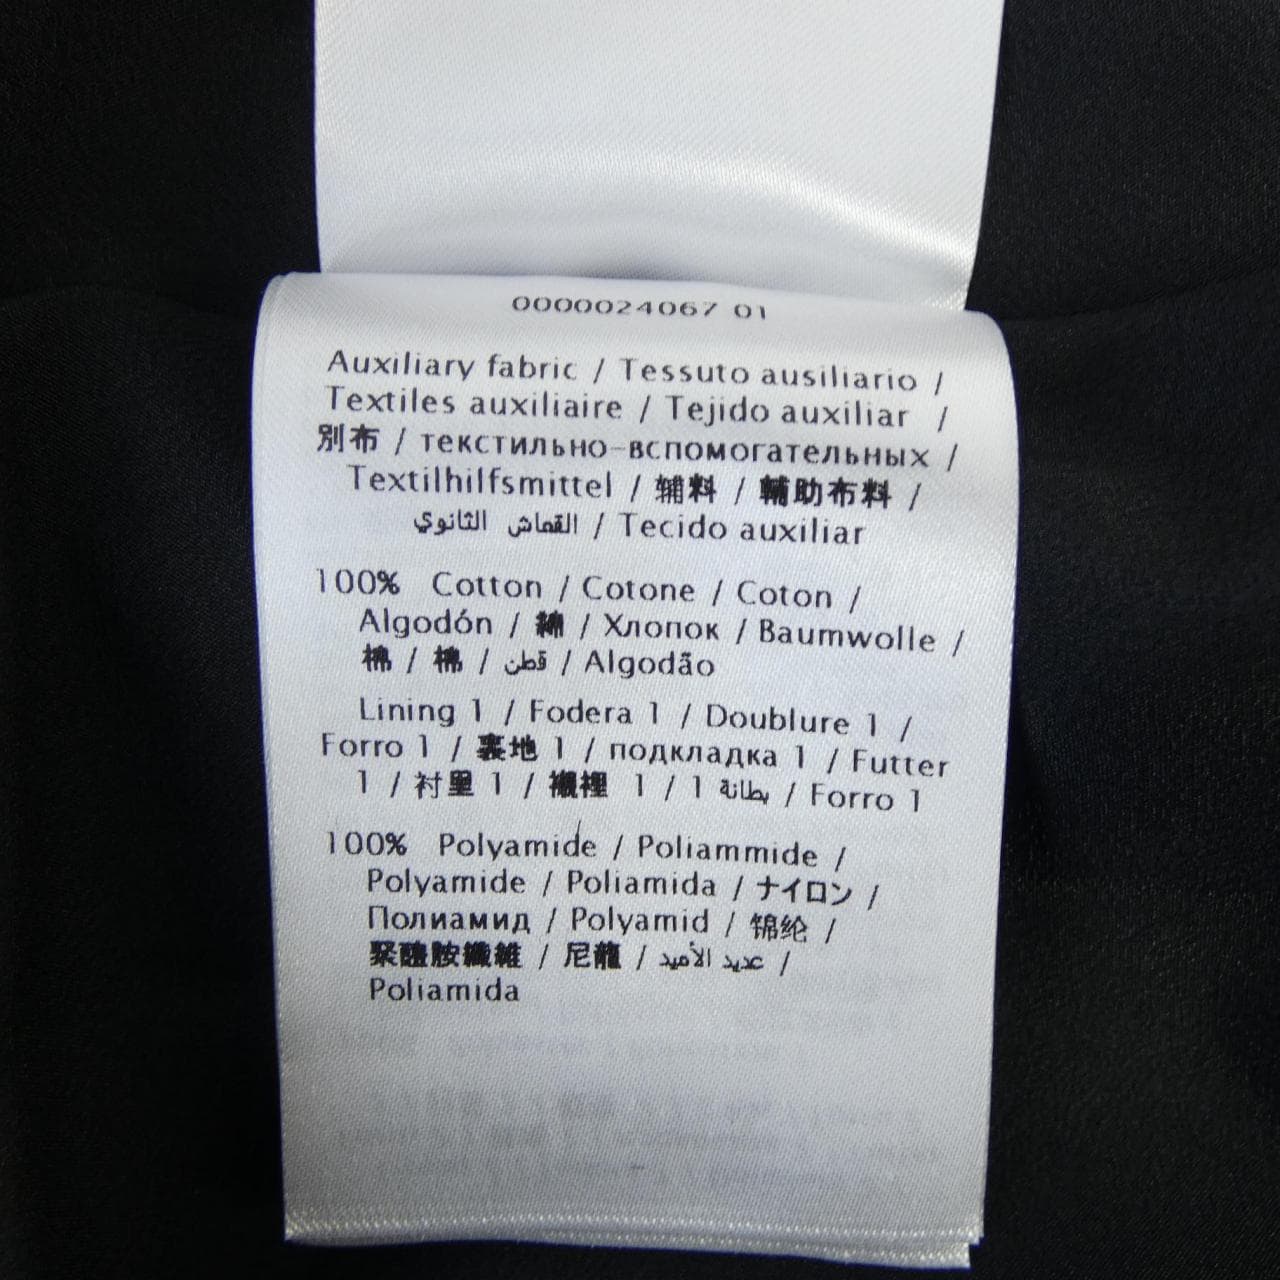 0000024067 01
Auxiliary fabric / Tessuto ausiliario /
Textiles auxiliaire / Tejido auxiliar /
別布 / текстильно-вспомогательных /
Textilhilfsmittel / 辅料 / 輔助布料 /
القماش الثانوي / Tecido auxiliar
100% Cotton / Cotone / Coton /
Algodón / 綿 / Хлопок / Baumwolle /
棉 / 棉 / قطن / Algodão
Lining 1 / Fodera 1 / Doublure 1 /
Forro 1 / 裏地 1 / подкладка 1 / Futter
1 / 衬里 1 / 襯裡 1 / 1 بطانة / Forro 1
100% Polyamide / Poliammide /
Polyamide / Poliamida / ナイロン /
Полиамид / Polyamid / 锦纶 /
聚醯胺纖維 / 尼龍 / عديد الأميد /
Poliamida